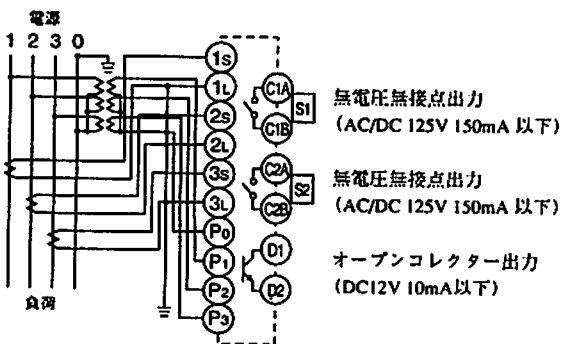 電源
1 2 3 0
1S
1L
2S
2L
3S
3L
P0
P1
P2
P3
C1A
C1B
S1
C2A
C2B
S2
D1
D2
無電圧無接点出力
(AC/DC 125V 150mA 以下)
無電圧無接点出力
(AC/DC 125V 150mA 以下)
オープンコレクター出力
(DC12V 10mA以下)
負荷